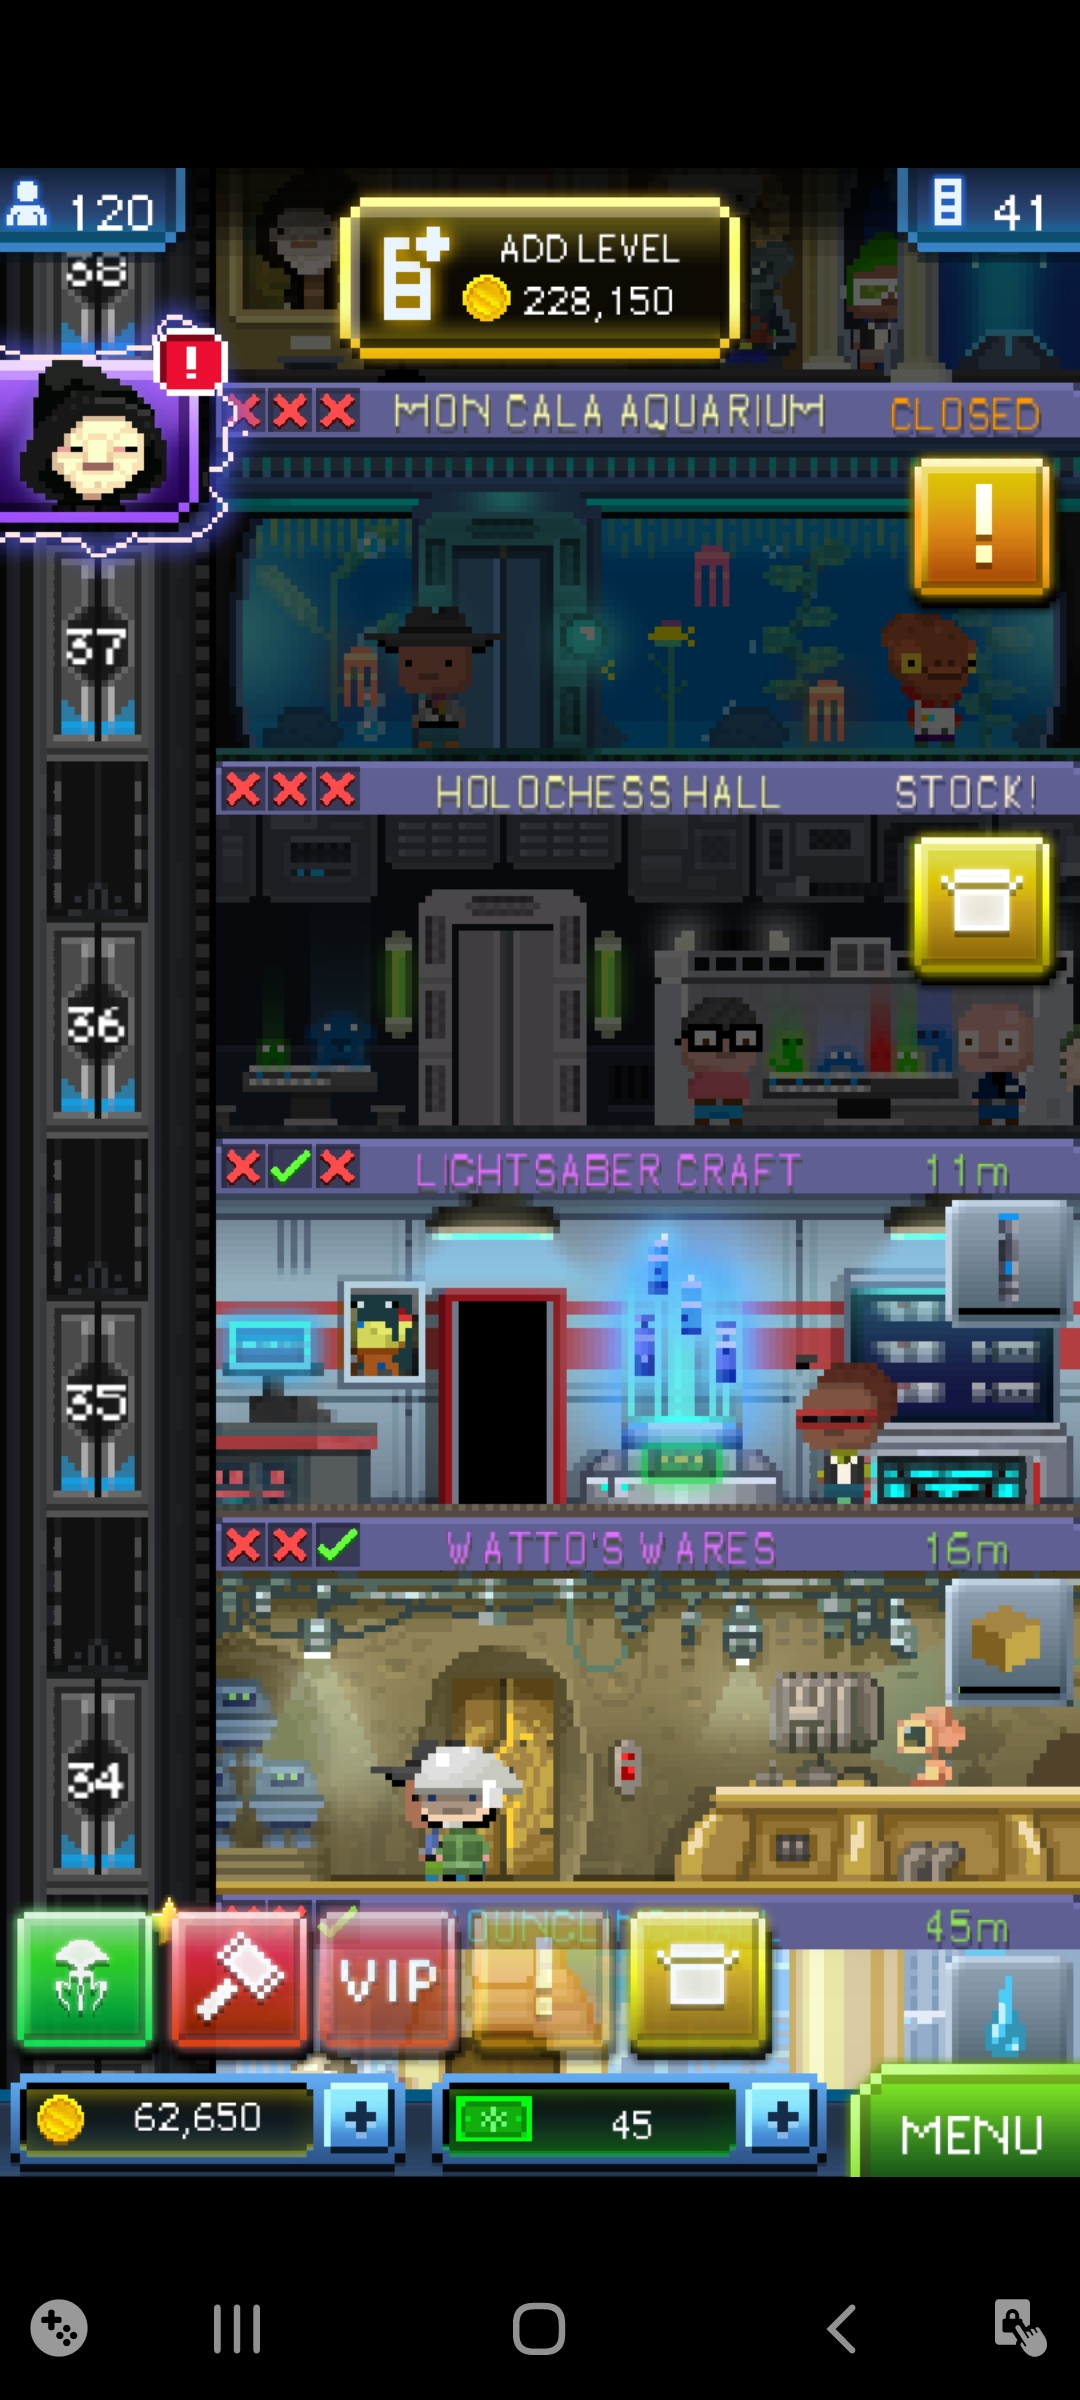 120
ADD LEVEL
228,150
41
38
MON CALA AQUARIUM CLOSED
!
!
37
HOLOCHESS HALL STOCK!
36
LIGHTSABER CRAFT 11m
35
WATTO'S WARES 16m
34
45m
VIP
!
62,650
+
45
+
MENU